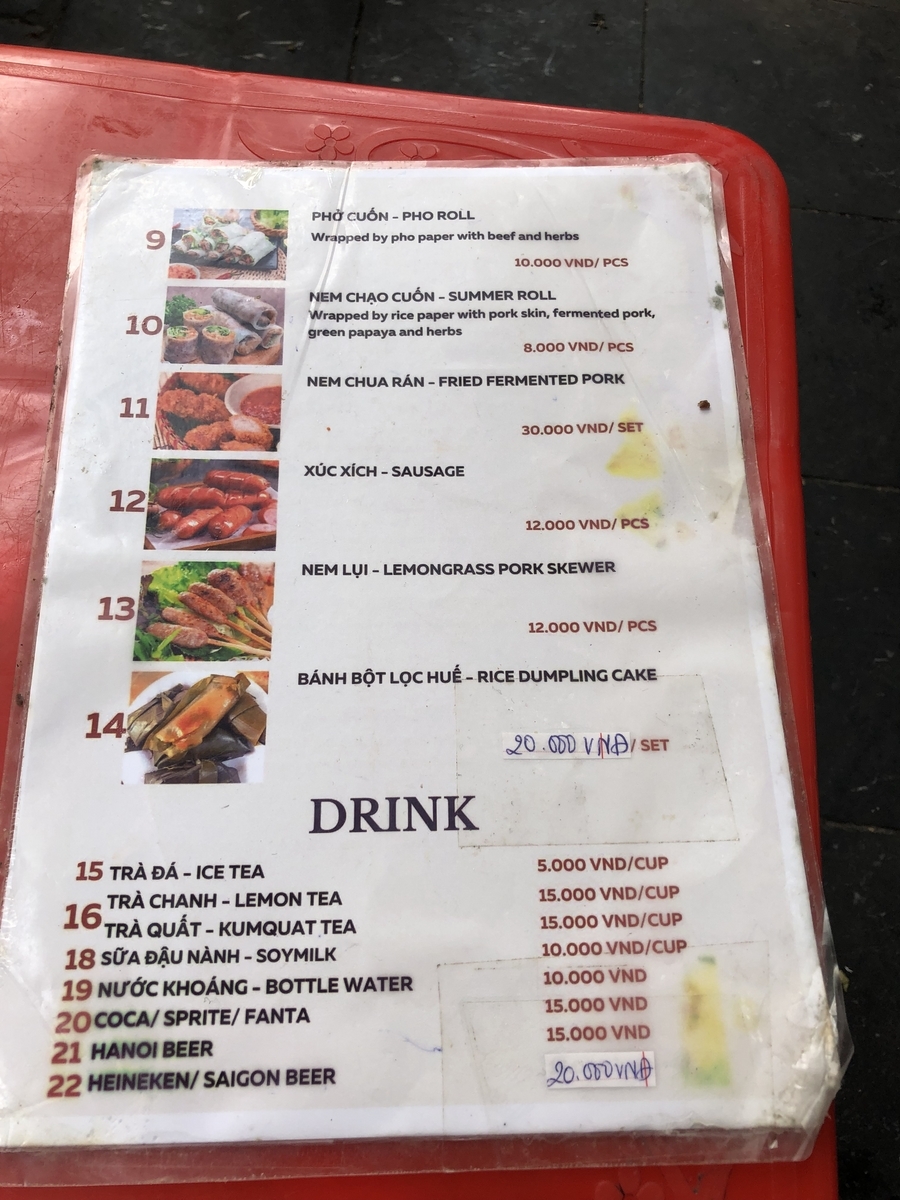 9
PHỞ CUỐN - PHO ROLL
Wrapped by pho paper with beef and herbs
10.000 VND/ PCS
10
NEM CHẠO CUỐN - SUMMER ROLL
Wrapped by rice paper with pork skin, fermented pork,
green papaya and herbs
8.000 VND/ PCS
11
NEM CHUA RÁN - FRIED FERMENTED PORK
30.000 VND/ SET
12
XÚC XÍCH - SAUSAGE
12.000 VND/ PCS
13
NEM LỤI - LEMONGRASS PORK SKEWER
12.000 VND/ PCS
14
BÁNH BỘT LỌC HUẾ - RICE DUMPLING CAKE
20.000 VNĐ/ SET
DRINK
15 TRÀ ĐÁ - ICE TEA 5.000 VND/CUP
16 TRÀ CHANH - LEMON TEA 15.000 VND/CUP
TRÀ QUẤT - KUMQUAT TEA 15.000 VND/CUP
18 SỮA ĐẬU NÀNH - SOYMILK 10.000 VND/CUP
19 NƯỚC KHOÁNG - BOTTLE WATER 10.000 VND
20 COCA/ SPRITE/ FANTA 15.000 VND
21 HANOI BEER 15.000 VND
22 HEINEKEN/ SAIGON BEER 20.000 VNĐ